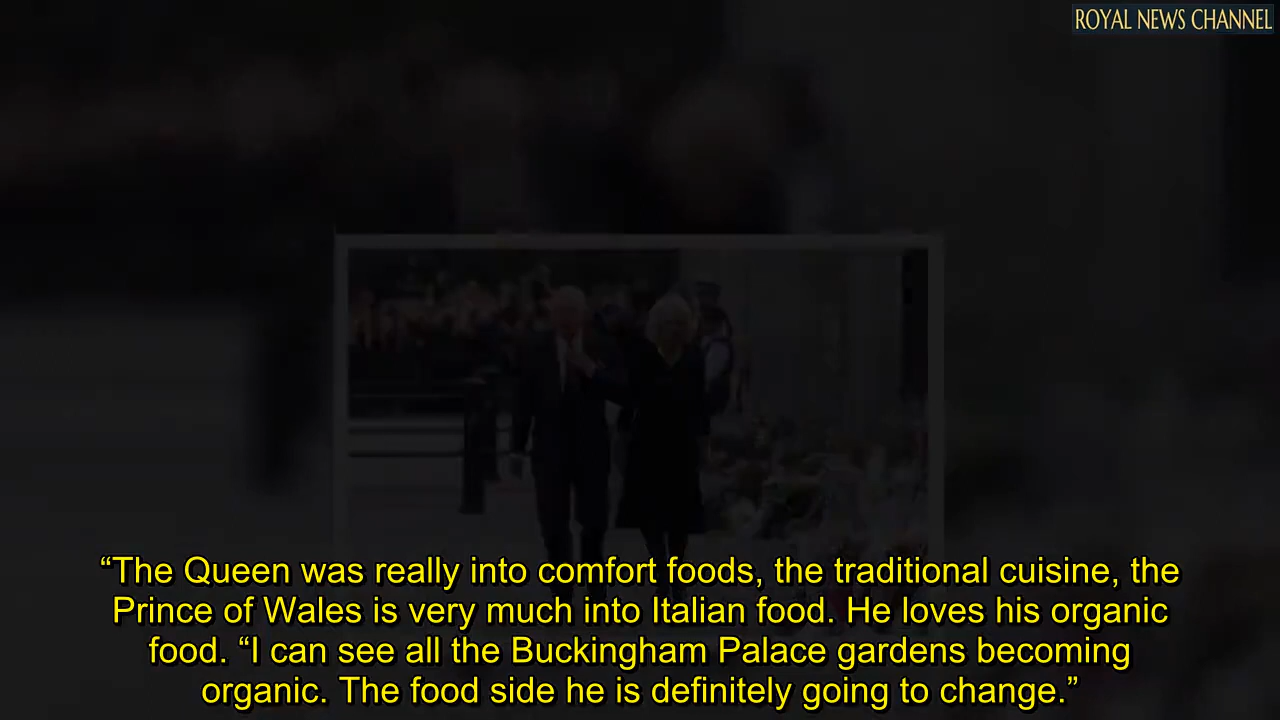 ROYAL NEWS CHANNEL
“The Queen was really into comfort foods, the traditional cuisine, the
Prince of Wales is very much into Italian food. He loves his organic
food. “I can see all the Buckingham Palace gardens becoming
organic. The food side he is definitely going to change.”